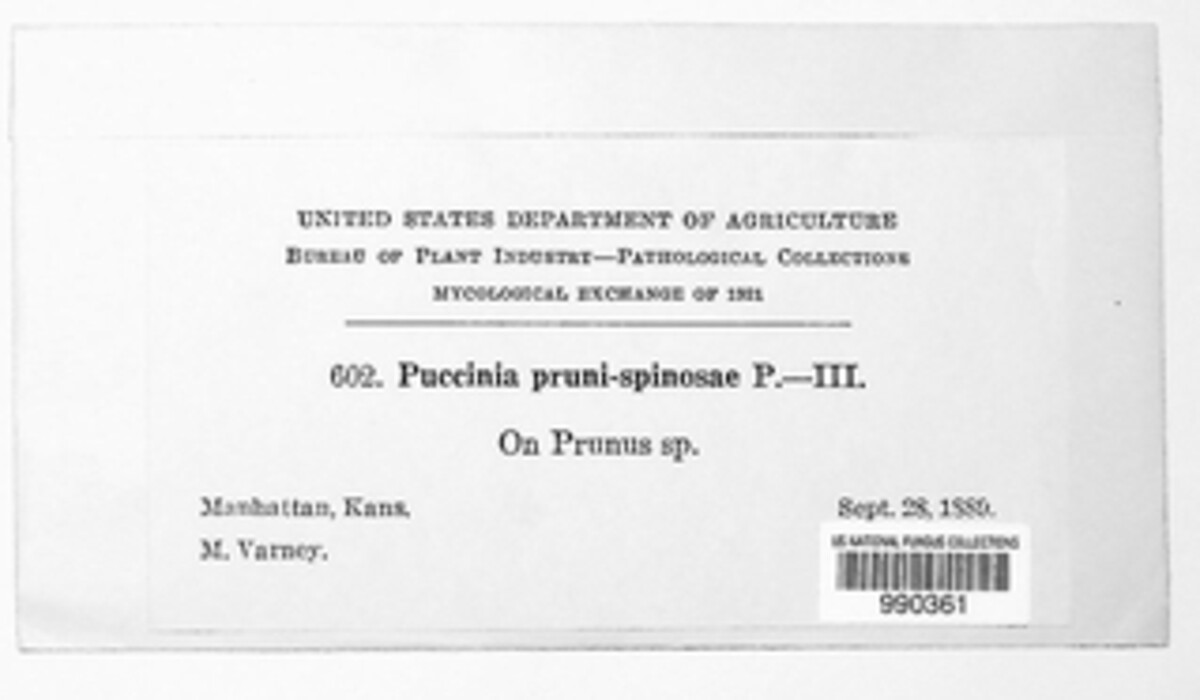 UNITED STATES DEPARTMENT OF AGRICULTURE
BUREAU OF PLANT INDUSTRY—PATHOLOGICAL COLLECTIONS
MYCOLOGICAL EXCHANGE OF 1921
602. Puccinia pruni-spinosae P.—III.
On Prunus sp.
Manhattan, Kans.
Sept. 28, 1889.
M. Varney.
US NATIONAL FUNGUS COLLECTIONS
990361